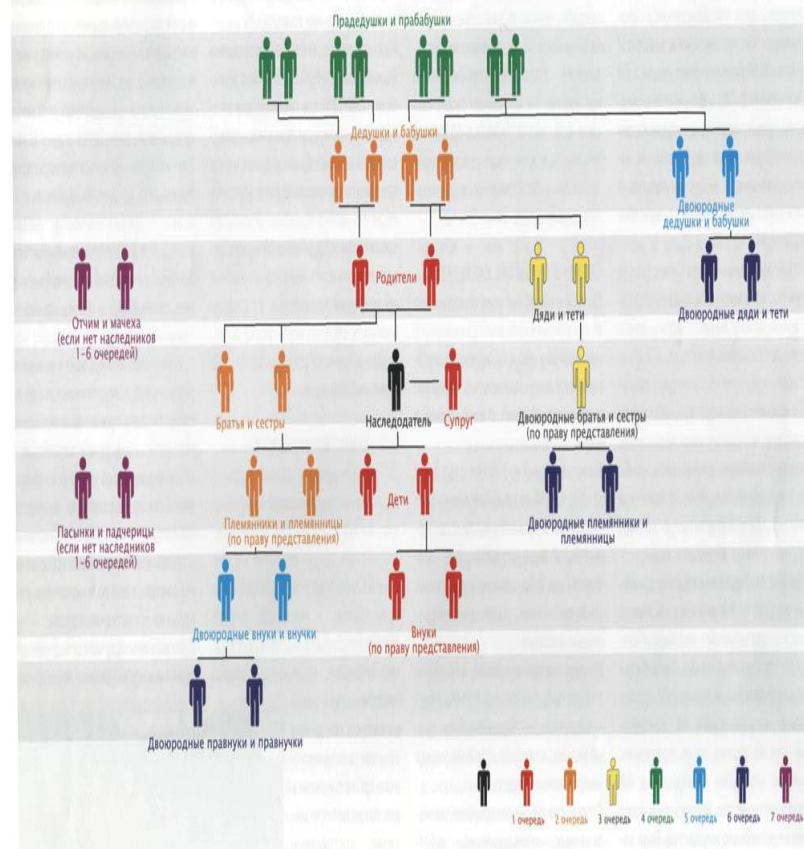 Прадедушки и прабабушки
Дедушки и бабушки
Двоюродные
дедушки и бабушки
Родители
Дяди и тети
Двоюродные дяди и тети
Отчим и мачеха
(если нет наследников
1–6 очередей)
Братья и сестры
Наследодатель
Супруг
Двоюродные братья и сестры
(по праву представления)
Дети
Племянники и племянницы
(по праву представления)
Двоюродные племянники и
племянницы
Пасынки и падчерицы
(если нет наследников
1–6 очередей)
Двоюродные внуки и внучки
Внуки
(по праву представления)
Двоюродные правнуки и правнучки
1 очередь 2 очередь 3 очередь 4 очередь 5 очередь 6 очередь 7 очередь